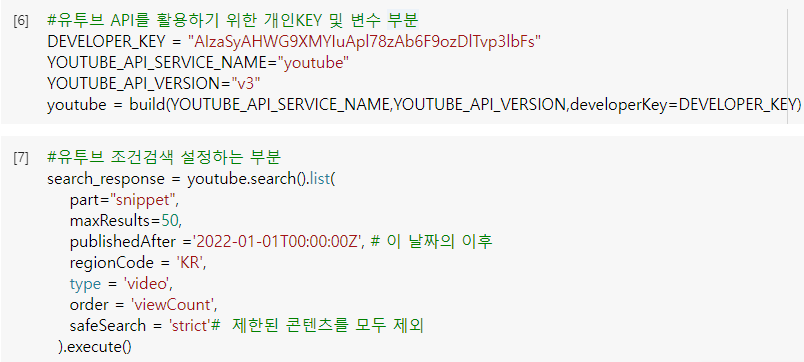 [6] #유투브 API를 활용하기 위한 개인KEY 및 변수 부분
DEVELOPER_KEY = "AIzaSyAHWG9XMYIuApl78zAb6F9ozDlTvp3lbFs"
YOUTUBE_API_SERVICE_NAME="youtube"
YOUTUBE_API_VERSION="v3"
youtube = build(YOUTUBE_API_SERVICE_NAME,YOUTUBE_API_VERSION,developerKey=DEVELOPER_KEY)
[7] #유투브 조건검색 설정하는 부분
search_response = youtube.search().list(
part="snippet",
maxResults=50,
publishedAfter ='2022-01-01T00:00:00Z', # 이 날짜의 이후
regionCode = 'KR',
type = 'video',
order = 'viewCount',
safeSearch = 'strict'# 제한된 콘텐츠를 모두 제외
).execute()